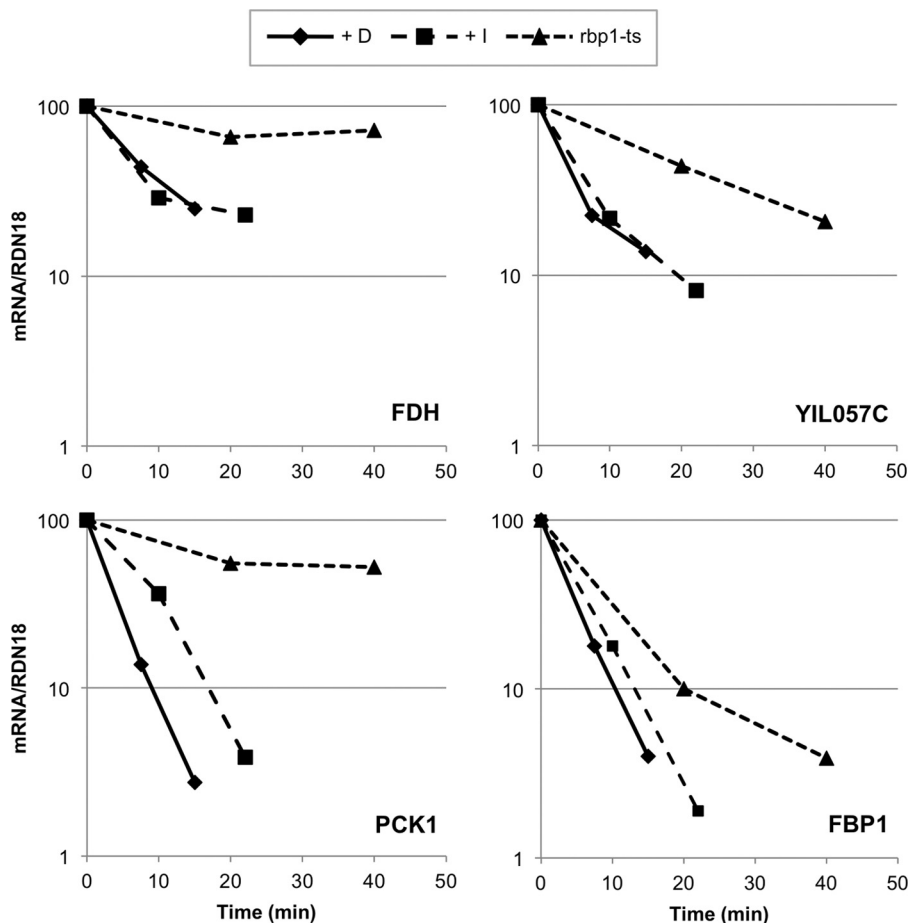 + D + I rbp1-ts
100 100
mRNA/RDN18
10 10
FDH YIL057C
1 1
0 10 20 30 40 50 0 10 20 30 40 50
100 100
mRNA/RDN18
10 10
PCK1 FBP1
1 1
0 10 20 30 40 50 0 10 20 30 40 50
Time (min) Time (min)